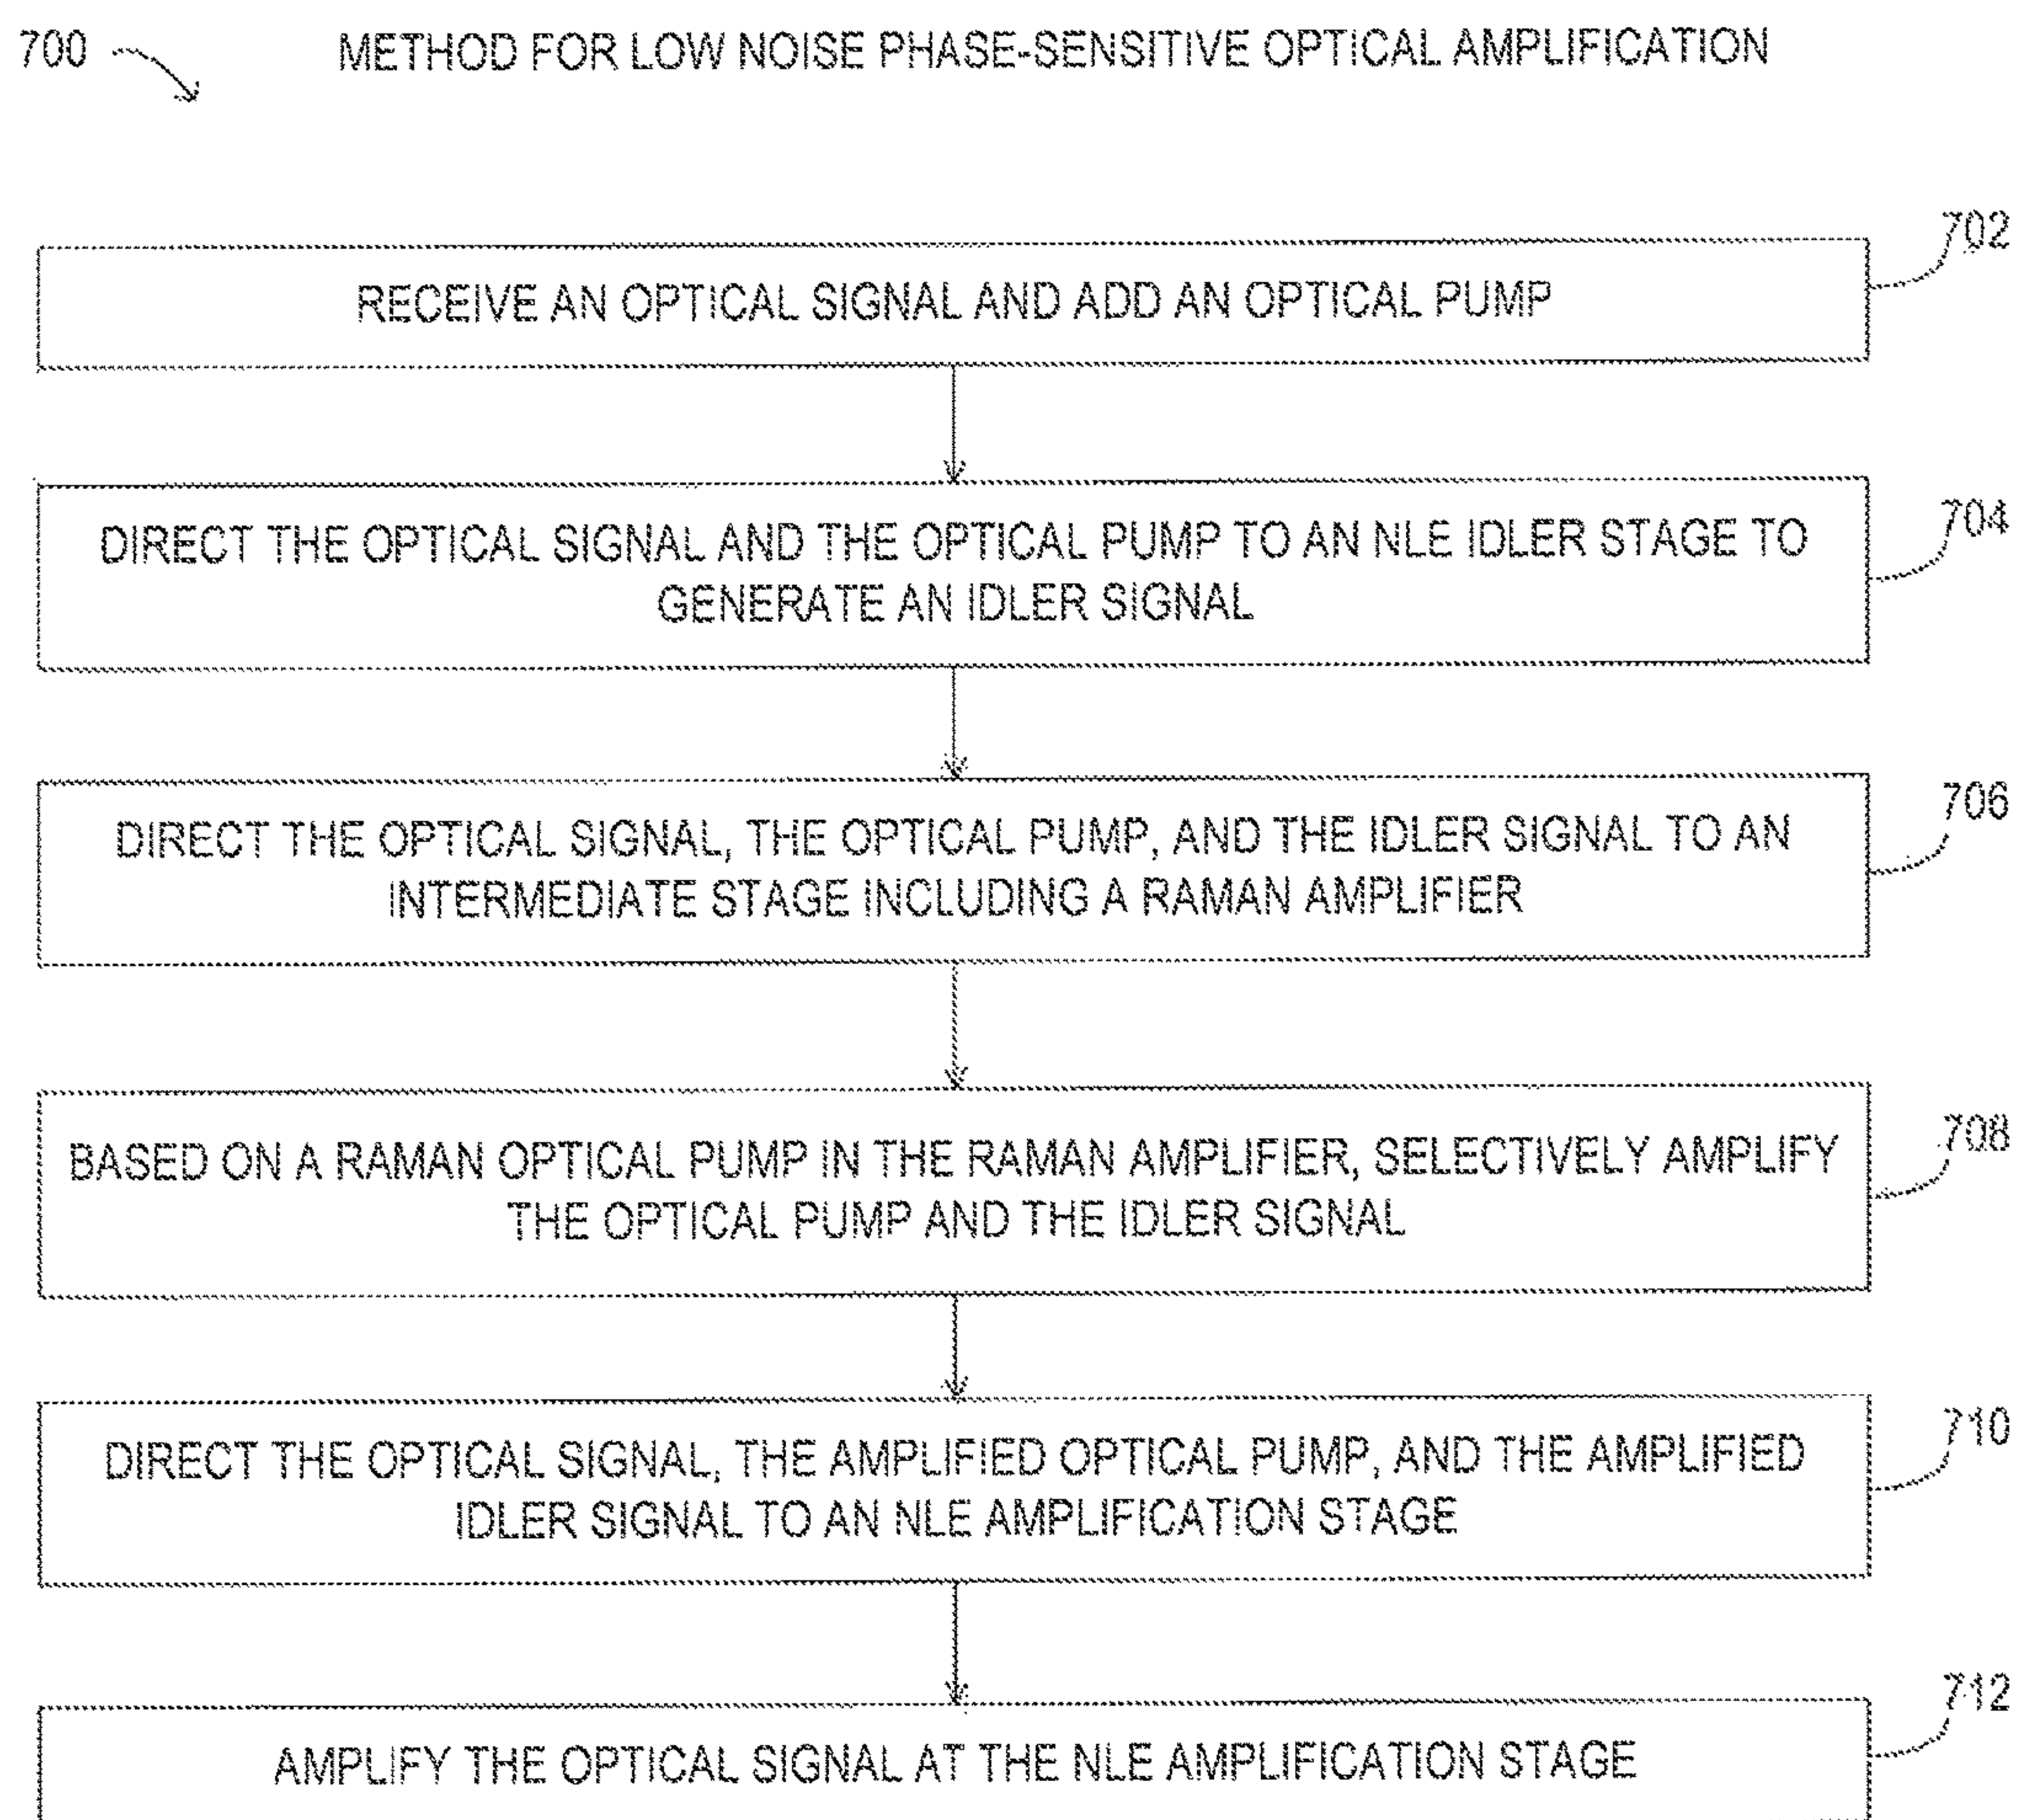 700
METHOD FOR LOW NOISE PHASE-SENSITIVE OPTICAL AMPLIFICATION
702
RECEIVE AN OPTICAL SIGNAL AND ADD AN OPTICAL PUMP
704
DIRECT THE OPTICAL SIGNAL AND THE OPTICAL PUMP TO AN NLE IDLER STAGE TO
GENERATE AN IDLER SIGNAL
706
DIRECT THE OPTICAL SIGNAL, THE OPTICAL PUMP, AND THE IDLER SIGNAL TO AN
INTERMEDIATE STAGE INCLUDING A RAMAN AMPLIFIER
708
BASED ON A RAMAN OPTICAL PUMP IN THE RAMAN AMPLIFIER, SELECTIVELY AMPLIFY
THE OPTICAL PUMP AND THE IDLER SIGNAL
710
DIRECT THE OPTICAL SIGNAL, THE AMPLIFIED OPTICAL PUMP, AND THE AMPLIFIED
IDLER SIGNAL TO AN NLE AMPLIFICATION STAGE
712
AMPLIFY THE OPTICAL SIGNAL AT THE NLE AMPLIFICATION STAGE